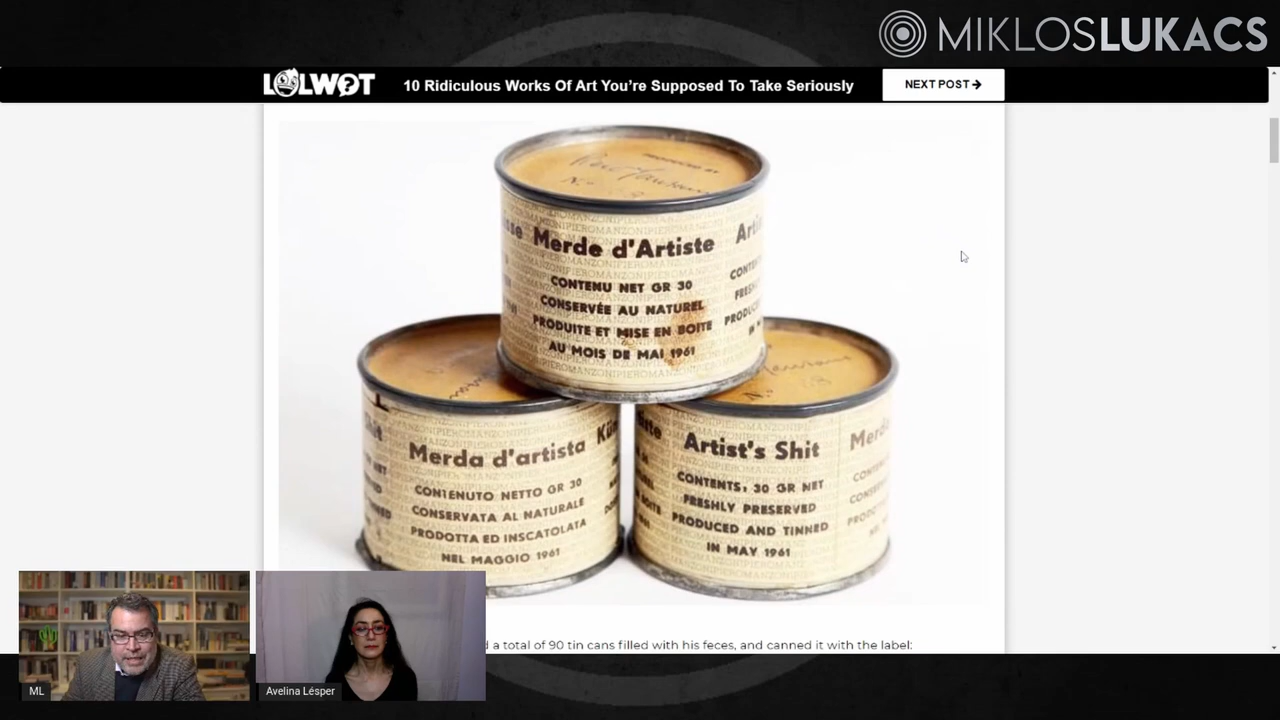 MIKLOSLUKACS
LOLWOT
10 Ridiculous Works Of Art You're Supposed To Take Seriously
NEXT POST →
PRODUCED BY
Merde d'Artiste
CONTENU NET GR 30
CONSERVÉE AU NATUREL
PRODUITE ET MISE EN BOITE
AU MOIS DE MAI 1961
Merda d'artista
CONTENUTO NETTO GR 30
CONSERVATA AL NATURALE
PRODOTTA ED INSCATOLATA
NEL MAGGIO 1961
Artist's Shit
CONTENTS: 30 GR NET
FRESHLY PRESERVED
PRODUCED AND TINNED
IN MAY 1961
a total of 90 tin cans filled with his feces, and canned it with the label:
ML
Avelina Lésper